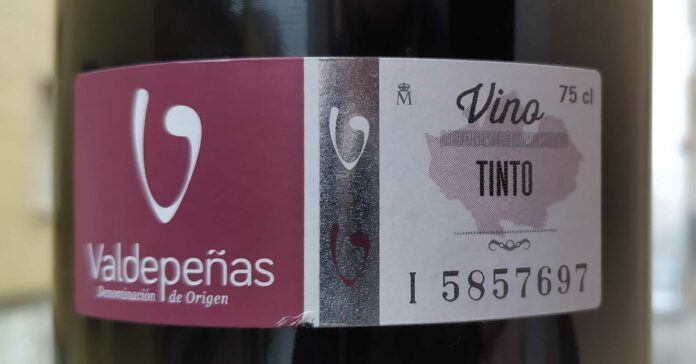 Valdepeñas
Denominación de Origen
M
Vino
75 cl
TINTO
I 5857697